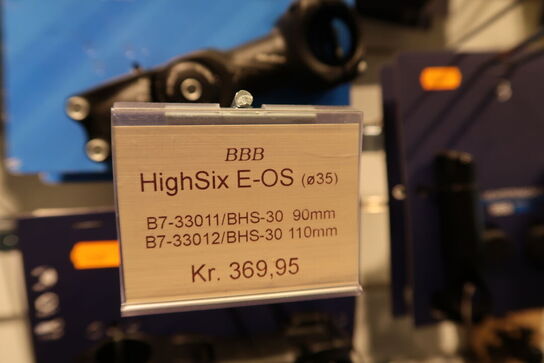 BBB
HighSix E-OS (ø35)
B7-33011/BHS-30 90mm
B7-33012/BHS-30 110mm
Kr. 369,95